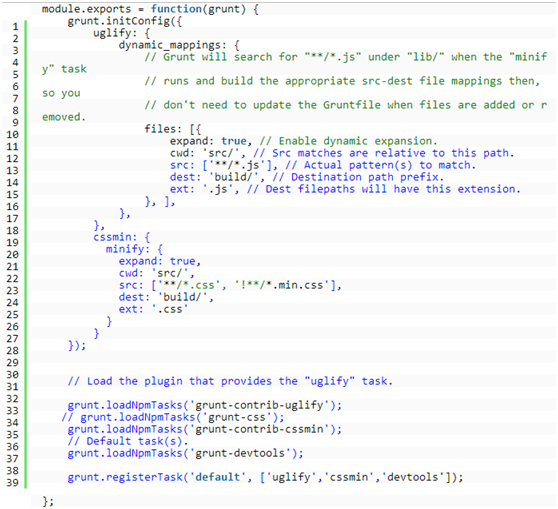 module.exports = function(grunt) {
1 grunt.initConfig({
2 uglify: {
3 dynamic_mappings: {
4 // Grunt will search for "**/*.js" under "lib/" when the "minif
5 y" task
6 // runs and build the appropriate src-dest file mappings then,
7 so you
8 // don't need to update the Gruntfile when files are added or r
9 emoved.
10 files: [{
11 expand: true, // Enable dynamic expansion.
12 cwd: 'src/', // Src matches are relative to this path.
13 src: ['**/*.js'], // Actual pattern(s) to match.
14 dest: 'build/', // Destination path prefix.
15 ext: '.js', // Dest filepaths will have this extension.
16 }, ],
17 },
18 },
19 cssmin: {
20 minify: {
21 expand: true,
22 cwd: 'src/',
23 src: ['**/*.css', '!**/*.min.css'],
24 dest: 'build/',
25 ext: '.css'
26 }
27 }
28 });
29
30
31 // Load the plugin that provides the "uglify" task.
32
33 grunt.loadNpmTasks('grunt-contrib-uglify');
34 // grunt.loadNpmTasks('grunt-css');
35 grunt.loadNpmTasks('grunt-contrib-cssmin');
36 // Default task(s).
37 grunt.loadNpmTasks('grunt-devtools');
38
39 grunt.registerTask('default', ['uglify','cssmin','devtools']);
};